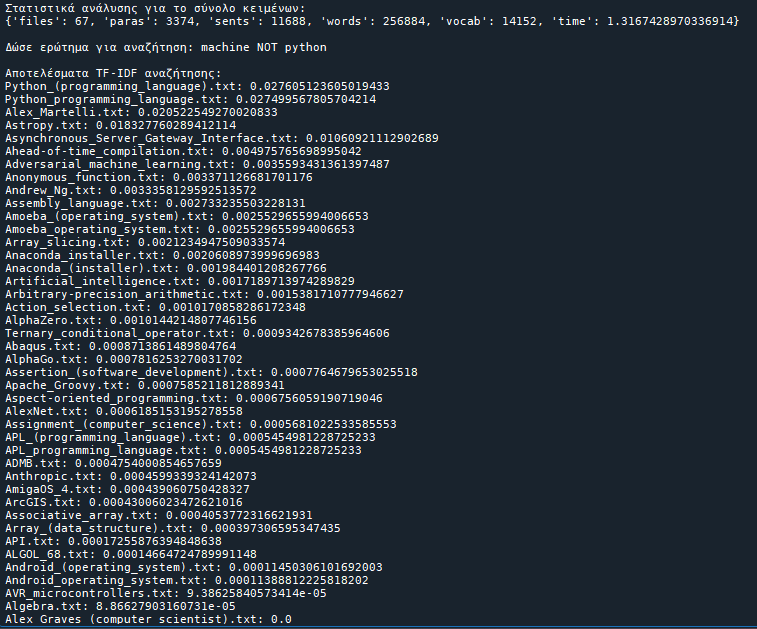 Στατιστικά ανάλυσης για το σύνολο κειμένων:
{'files': 67, 'paras': 3374, 'sents': 11688, 'words': 256884, 'vocab': 14152, 'time': 1.3167428970336914}
Δώσε ερώτημα για αναζήτηση: machine NOT python
Αποτελέσματα TF-IDF αναζήτησης:
Python_(programming_language).txt: 0.027605123605019433
Python_programming_language.txt: 0.027499567805704214
Alex_Martelli.txt: 0.020522549270020833
Astropy.txt: 0.018327760289412114
Asynchronous_Server_Gateway_Interface.txt: 0.01060921112902689
Ahead-of-time_compilation.txt: 0.004975765698995042
Adversarial_machine_learning.txt: 0.0035593431361397487
Anonymous_function.txt: 0.003371126681701176
Andrew_Ng.txt: 0.0033358129592513572
Assembly_language.txt: 0.002733235503228131
Amoeba_(operating_system).txt: 0.0025529655994006653
Amoeba_operating_system.txt: 0.0025529655994006653
Array_slicing.txt: 0.0021234947509033574
Anaconda_installer.txt: 0.0020608973999696983
Anaconda_(installer).txt: 0.001984401208267766
Artificial_intelligence.txt: 0.0017189713974289829
Arbitrary-precision_arithmetic.txt: 0.0015381710777946627
Action_selection.txt: 0.0010170858286172348
AlphaZero.txt: 0.0010144214807746156
Ternary_conditional_operator.txt: 0.0009342678385964606
Abaqus.txt: 0.0008713861489804764
AlphaGo.txt: 0.0007816253270031702
Assertion_(software_development).txt: 0.0007764679653025518
Apache_Groovy.txt: 0.0007585211812889341
Aspect-oriented_programming.txt: 0.0006756059190719046
AlexNet.txt: 0.0006185153195278558
Assignment_(computer_science).txt: 0.0005681022533585553
APL_(programming_language).txt: 0.0005454981228725233
APL_programming_language.txt: 0.0005454981228725233
ADMB.txt: 0.0004754000854657659
Anthropic.txt: 0.0004599339324142073
AmigaOS_4.txt: 0.000439060750428327
ArcGIS.txt: 0.00043006023472621016
Associative_array.txt: 0.0004053772316621931
Array_(data_structure).txt: 0.000397306595347435
API.txt: 0.00017255876394848638
ALGOL_68.txt: 0.00014664724789991148
Android_(operating_system).txt: 0.00011450306101692003
Android_operating_system.txt: 0.00011388812225818202
AVR_microcontrollers.txt: 9.38625840573414e-05
Algebra.txt: 8.86627903160731e-05
Alex_Graves_(computer_scientist).txt: 0.0